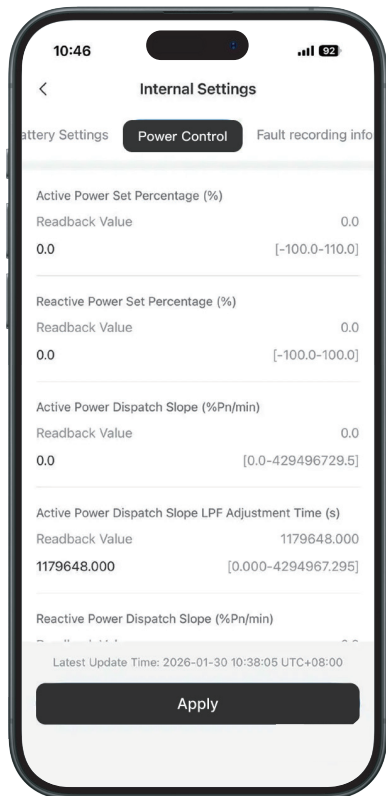 10:46
92
Internal Settings
attery Settings Power Control Fault recording info
Active Power Set Percentage (%)
Readback Value 0.0
0.0 [-100.0-110.0]
Reactive Power Set Percentage (%)
Readback Value 0.0
0.0 [-100.0-100.0]
Active Power Dispatch Slope (%Pn/min)
Readback Value 0.0
0.0 [0.0-429496729.5]
Active Power Dispatch Slope LPF Adjustment Time (s)
Readback Value 1179648.000
1179648.000 [0.000-4294967.295]
Reactive Power Dispatch Slope (%Pn/min)
Latest Update Time: 2026-01-30 10:38:05 UTC+08:00
Apply